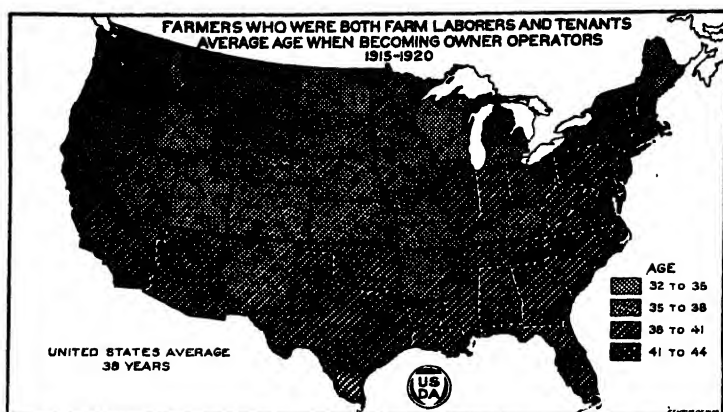 FARMERS WHO WERE BOTH FARM LABORERS AND TENANTS
AVERAGE AGE WHEN BECOMING OWNER OPERATORS
1915-1920
AGE
32 TO 35
35 TO 38
38 TO 41
41 TO 44
UNITED STATES AVERAGE
38 YEARS
US
DA